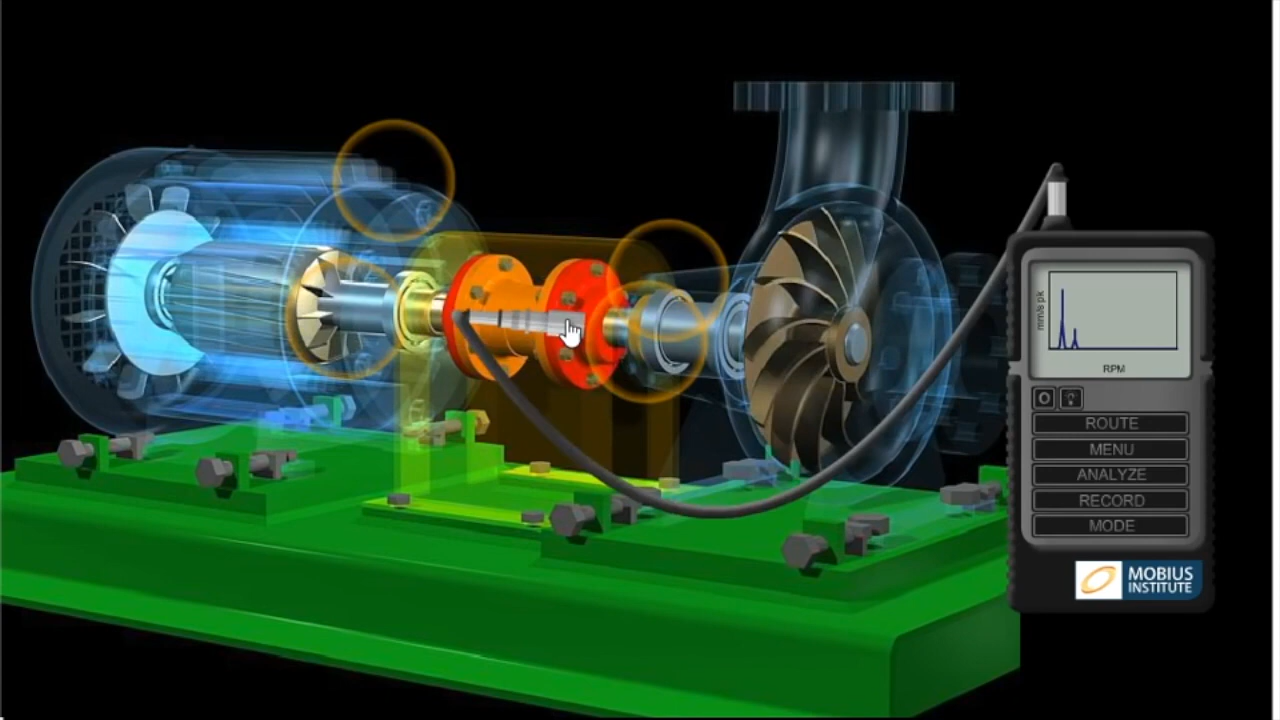 mm/s pk
RPM
ROUTE
MENU
ANALYZE
RECORD
MODE
MOBIUS
INSTITUTE